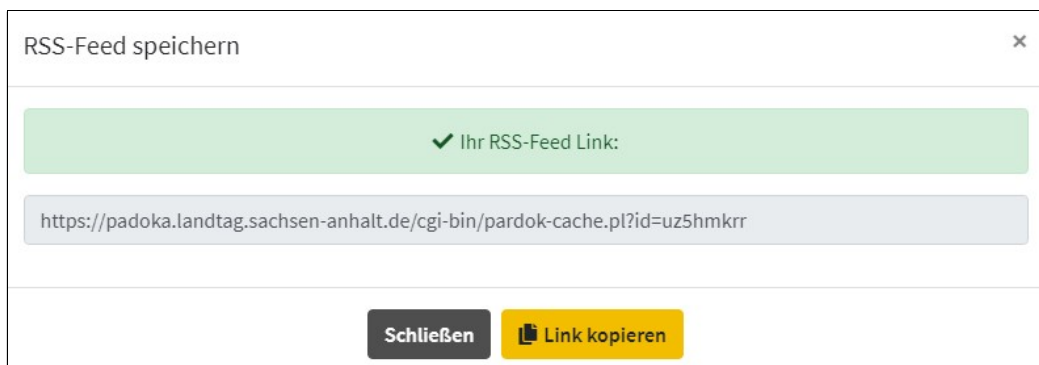 RSS-Feed speichern ×
✔ Ihr RSS-Feed Link:
https://padoka.landtag.sachsen-anhalt.de/cgi-bin/pardok-cache.pl?id=uz5hmkrr
Schließen Link kopieren